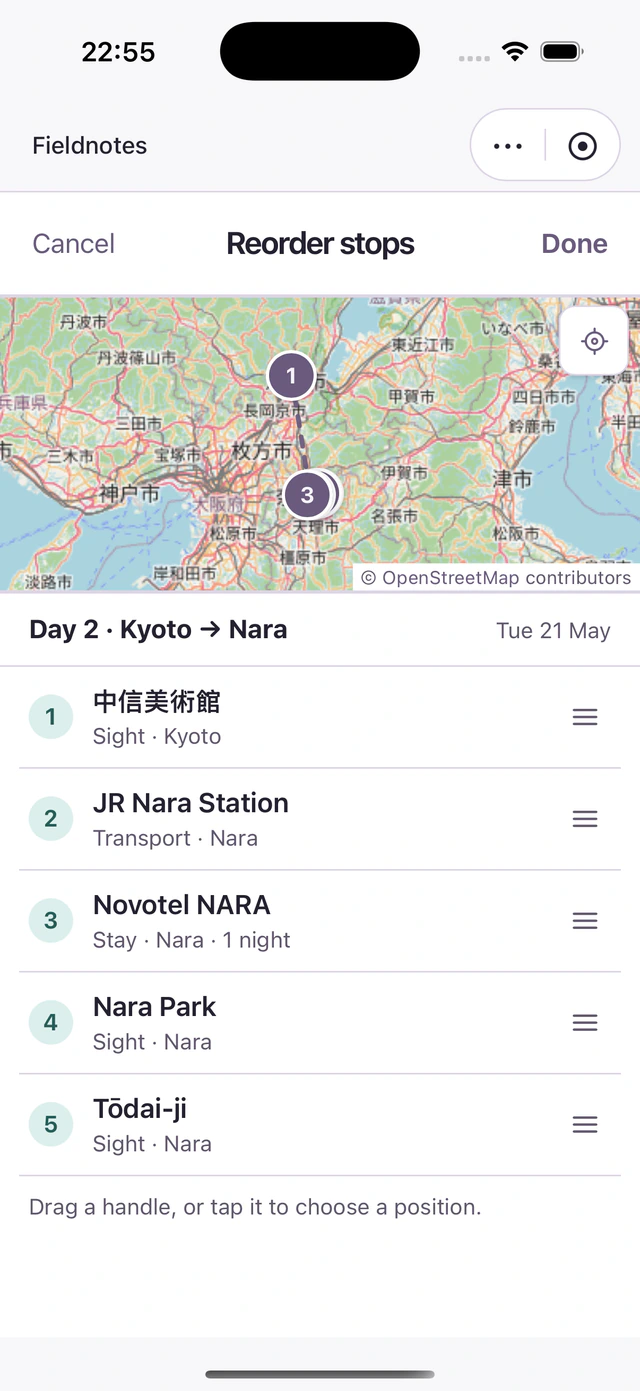 22:55
Fieldnotes
Cancel
Reorder stops
Done
丹波市
いなべ市
東近江市
丹波篠山市
1
兵庫県
甲賀市
四日市市
長岡京市
三田市
鈴鹿市
半田
三木市
宝塚市
枚方市
伊賀市
津市
神戸市
大阪府
3
名張市
天理市
松原市
松阪市
橿原市
岸和田市
淡路市
© OpenStreetMap contributors
Day 2 · Kyoto → Nara
Tue 21 May
1
中信美術館
Sight · Kyoto
2
JR Nara Station
Transport · Nara
3
Novotel NARA
Stay · Nara · 1 night
4
Nara Park
Sight · Nara
5
Tōdai-ji
Sight · Nara
Drag a handle, or tap it to choose a position.